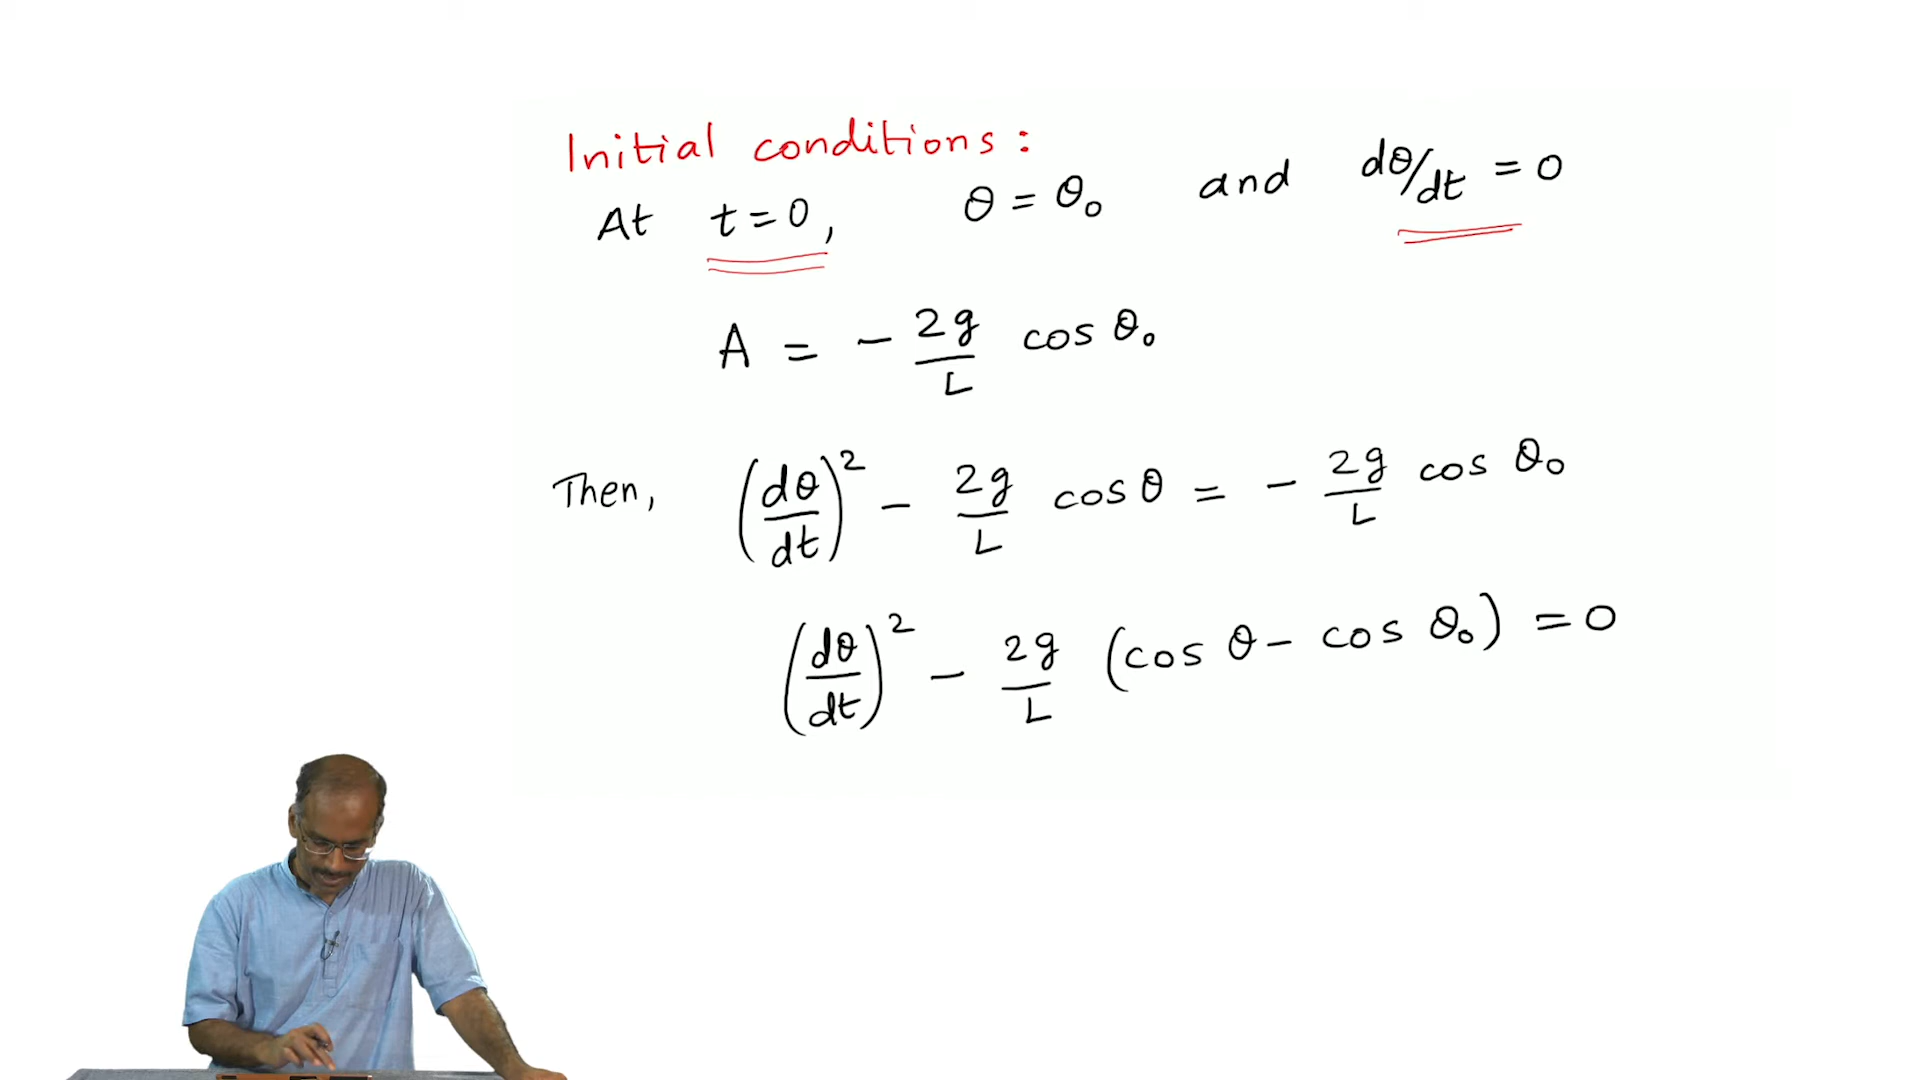 Initial conditions:
At t=0, θ = θ₀ and dθ/dt = 0
A = - 2g/L cos θ₀
Then, (dθ/dt)² - 2g/L cos θ = - 2g/L cos θ₀
(dθ/dt)² - 2g/L (cos θ - cos θ₀) = 0